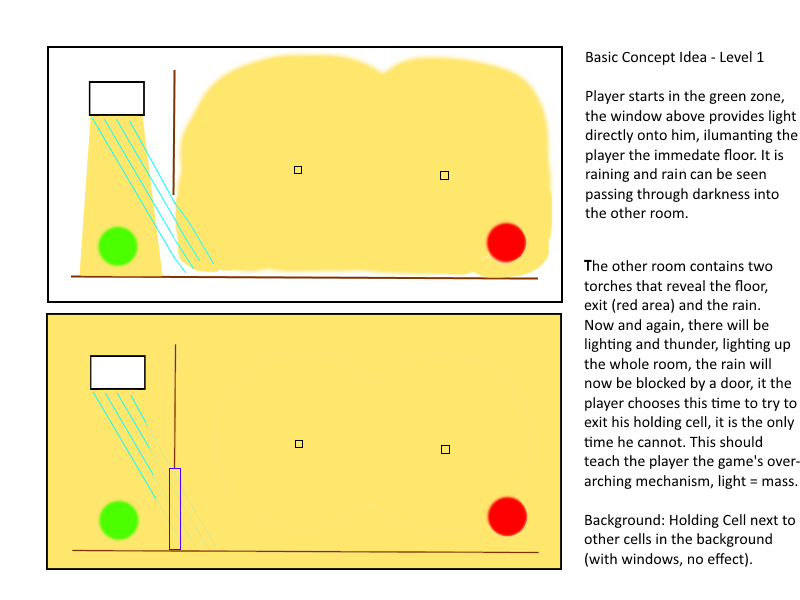 Basic Concept Idea - Level 1
Player starts in the green zone,
the window above provides light
directly onto him, ilumanting the
player the immedate floor. It is
raining and rain can be seen
passing through darkness into
the other room.
The other room contains two
torches that reveal the floor,
exit (red area) and the rain.
Now and again, there will be
lighting and thunder, lighting up
the whole room, the rain will
now be blocked by a door, it the
player chooses this time to try to
exit his holding cell, it is the only
time he cannot. This should
teach the player the game's over-
arching mechanism, light = mass.
Background: Holding Cell next to
other cells in the background
(with windows, no effect).